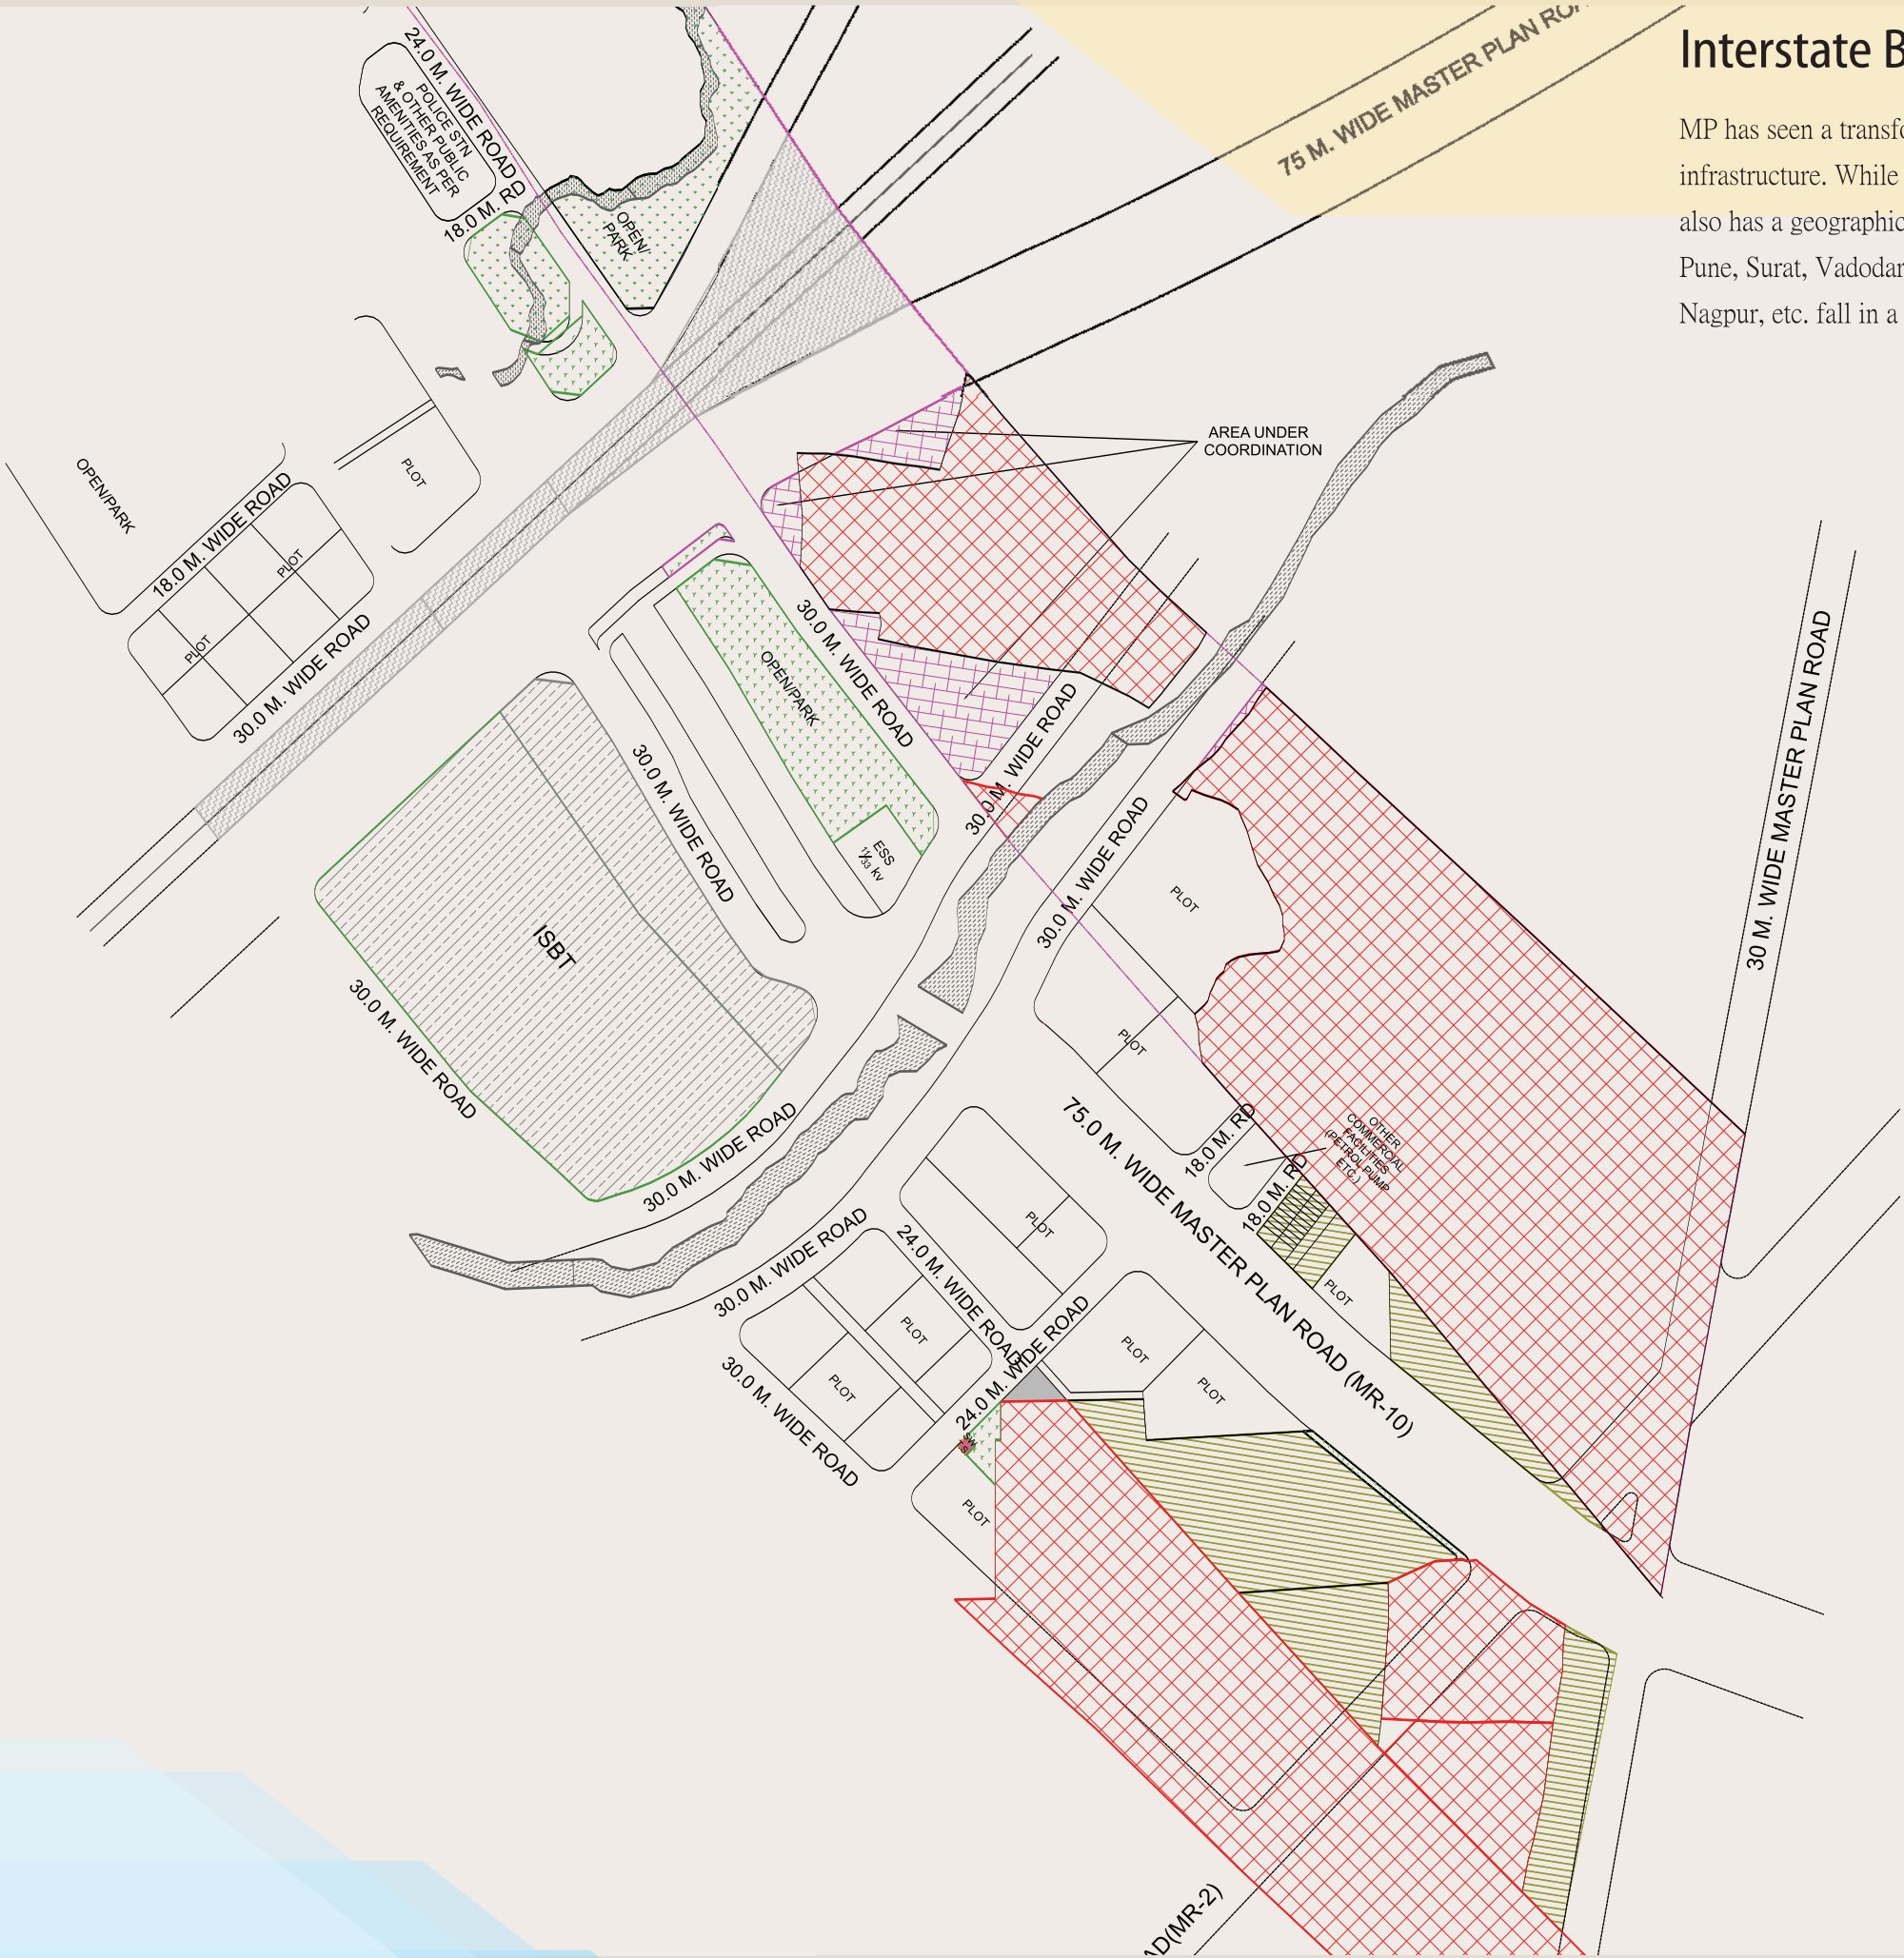 75 M. WIDE MASTER PLAN
Interstate
MP has seen a
infrastructure. While
also has a
Pune, Surat,
Nagpur, etc. fall in a
24.0 M. WIDE ROAD
POLICE STN
& OTHER PUBLIC
AMENITIES AS PER
REQUIREMENT
18.0 M. RD
OPEN/
PARK
AREA UNDER
COORDINATION
OPEN/PARK
PLOT
18.0 M. WIDE ROAD
PLOT
PLOT
30.0 M. WIDE ROAD
30.0 M. WIDE ROAD
OPEN/PARK
30.0 M. WIDE ROAD
30.0 M. WIDE ROAD
30 M. WIDE MASTER PLAN ROAD
ESS
11/33 kv
30.0 M. WIDE ROAD
PLOT
ISBT
30.0 M. WIDE ROAD
PLOT
30.0 M. WIDE ROAD
75.0 M. WIDE MASTER PLAN ROAD (MR-10)
18.0 M. RD
OTHER
COMMERCIAL
FACILITIES
(PETROL PUMP
ETC.)
18.0 M. RD
PLOT
30.0 M. WIDE ROAD
24.0 M. WIDE ROAD
PLOT
PLOT
PLOT
30.0 M. WIDE ROAD
PLOT
24.0 M. WIDE ROAD
PLOT
PLOT
PLOT
(MR-2)